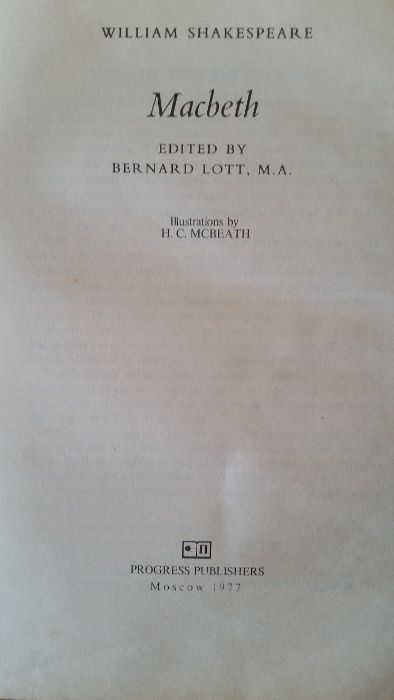 WILLIAM SHAKESPEARE
Macbeth
EDITED BY
BERNARD LOTT, M.A.
Illustrations by
H. C. MCBEATH
П
PROGRESS PUBLISHERS
Moscow 1977